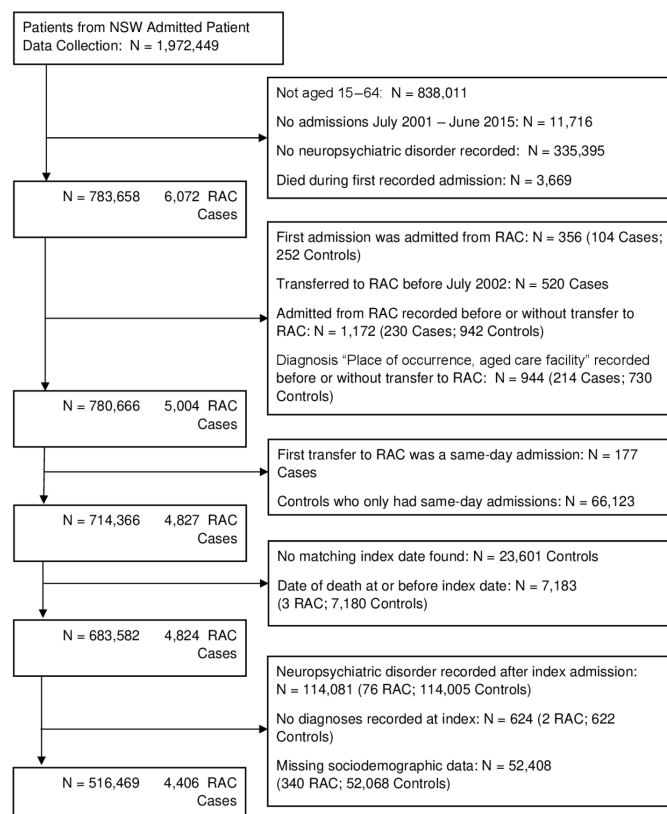 Patients from NSW Admitted Patient
Data Collection: N = 1,972,449
Not aged 15–64: N = 838,011
No admissions July 2001 – June 2015: N = 11,716
No neuropsychiatric disorder recorded: N = 335,395
Died during first recorded admission: N = 3,669
N = 783,658 6,072 RAC
Cases
First admission was admitted from RAC: N = 356 (104 Cases;
252 Controls)
Transferred to RAC before July 2002: N = 520 Cases
Admitted from RAC recorded before or without transfer to
RAC: N = 1,172 (230 Cases; 942 Controls)
Diagnosis “Place of occurrence, aged care facility” recorded
before or without transfer to RAC: N = 944 (214 Cases; 730
Controls)
N = 780,666 5,004 RAC
Cases
First transfer to RAC was a same-day admission: N = 177
Cases
Controls who only had same-day admissions: N = 66,123
N = 714,366 4,827 RAC
Cases
No matching index date found: N = 23,601 Controls
Date of death at or before index date: N = 7,183
(3 RAC; 7,180 Controls)
N = 683,582 4,824 RAC
Cases
Neuropsychiatric disorder recorded after index admission:
N = 114,081 (76 RAC; 114,005 Controls)
No diagnoses recorded at index: N = 624 (2 RAC; 622
Controls)
Missing sociodemographic data: N = 52,408
(340 RAC; 52,068 Controls)
N = 516,469 4,406 RAC
Cases